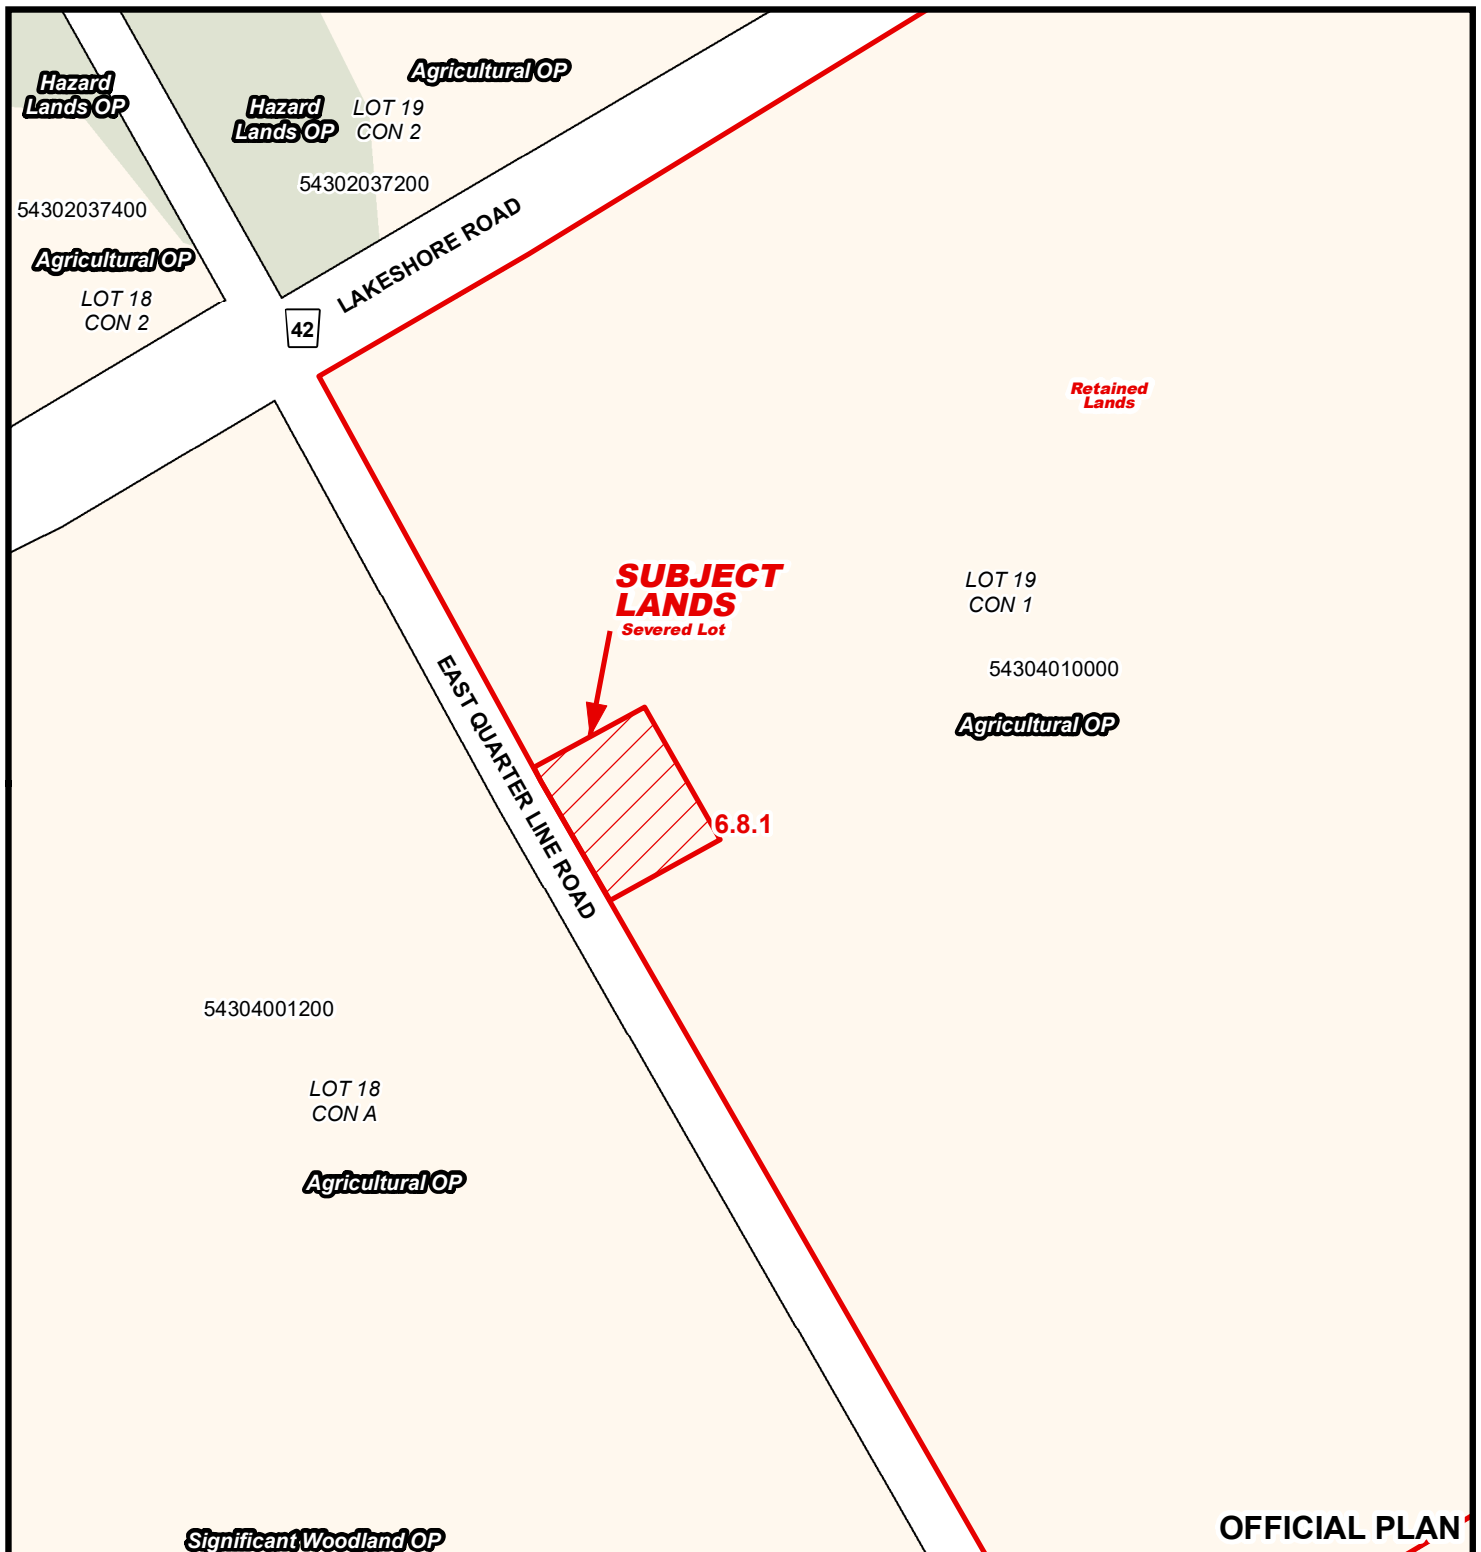 Agricultural OP
Hazard
Lands OP
Hazard
Lands OP
LOT 19
CON 2
54302037200
54302037400
Agricultural OP
LOT 18
CON 2
LAKESHORE ROAD
42
Retained
Lands
SUBJECT
LANDS
Severed Lot
LOT 19
CON 1
54304010000
Agricultural OP
EAST QUARTER LINE ROAD
6.8.1
54304001200
LOT 18
CON A
Agricultural OP
OFFICIAL PLAN
Significant Woodland OP